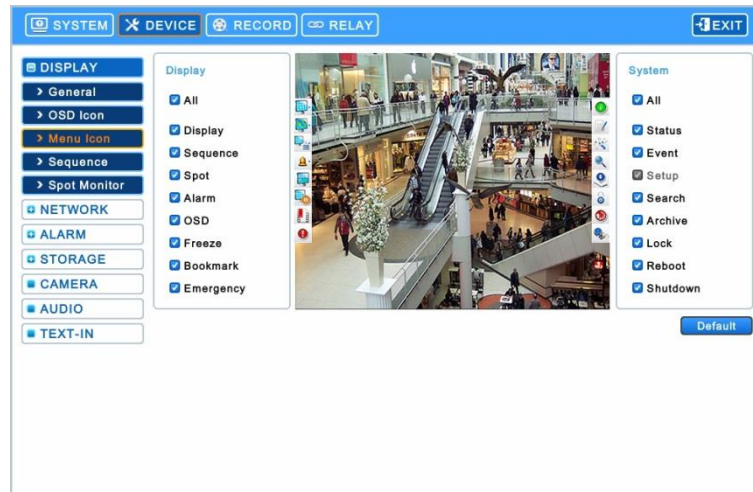 SYSTEM
DEVICE
RECORD
RELAY
EXIT
DISPLAY
General
OSD Icon
Menu Icon
Sequence
Spot Monitor
NETWORK
ALARM
STORAGE
CAMERA
AUDIO
TEXT-IN
Display
All
Display
Sequence
Spot
Alarm
OSD
Freeze
Bookmark
Emergency
System
All
Status
Event
Setup
Search
Archive
Lock
Reboot
Shutdown
Default